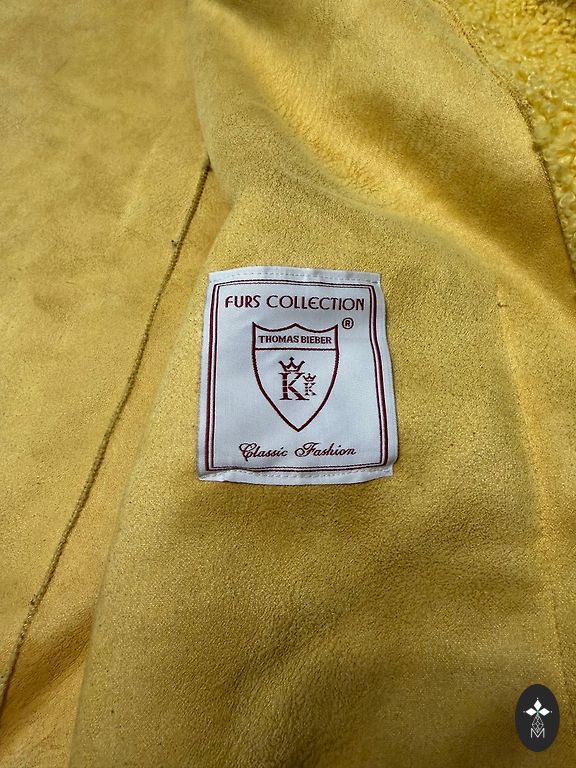 FURS COLLECTION
®
THOMAS BIEBER
K K
Classic Fashion
M